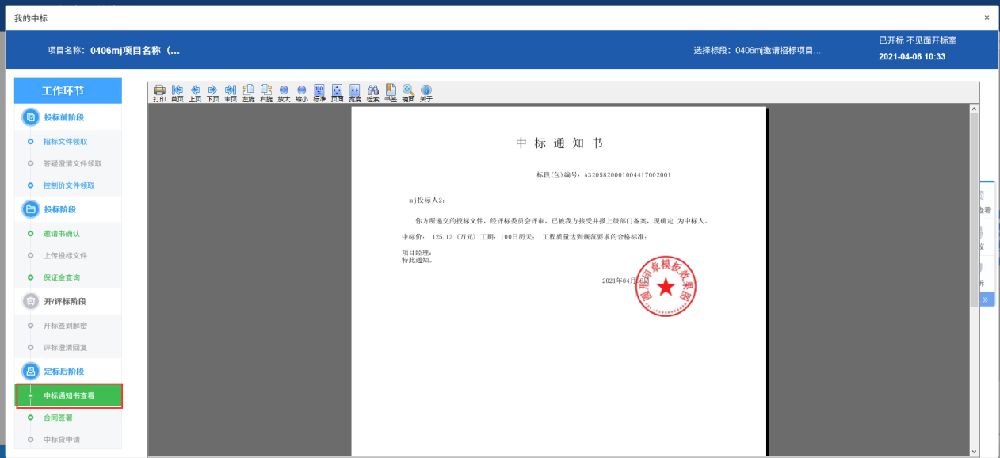 我的中标
×
项目名称: 0406mj项目名称（...
选择标段: 0406mj邀请招标项目...
已开标 不见面开标室
2021-04-06 10:33
工作环节
投标前阶段
招标文件领取
答疑澄清文件领取
控制价文件领取
投标阶段
邀请书确认
上传投标文件
保证金查询
开/评标阶段
开标签到解密
评标澄清回复
定标后阶段
中标通知书查看
合同签署
中标贷申请
打印 首页 上页 下页 末页 左旋 右旋 放大 缩小 标准 页面 宽度 检索 书签 镜面 关于
中 标 通 知 书
标段(包)编号: A3205820001004417002001
mj投标人2:
你方所递交的投标文件, 经评标委员会评审, 已被我方接受并报上级部门备案, 现确定 为中标人。
中标价: 125.12 (万元) 工期: 100日历天; 工程质量达到规范要求的合格标准;
项目经理:
特此通知。
2021年04月06日
圆形印章模板效果图
查看
议
诉